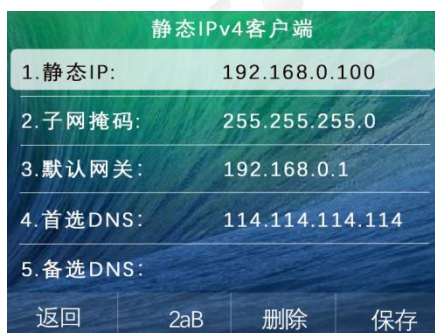 静态IPv4客户端
1.静态IP: 192.168.0.100
2.子网掩码: 255.255.255.0
3.默认网关: 192.168.0.1
4.首选DNS: 114.114.114.114
5.备选DNS:
返回 2aB 删除 保存